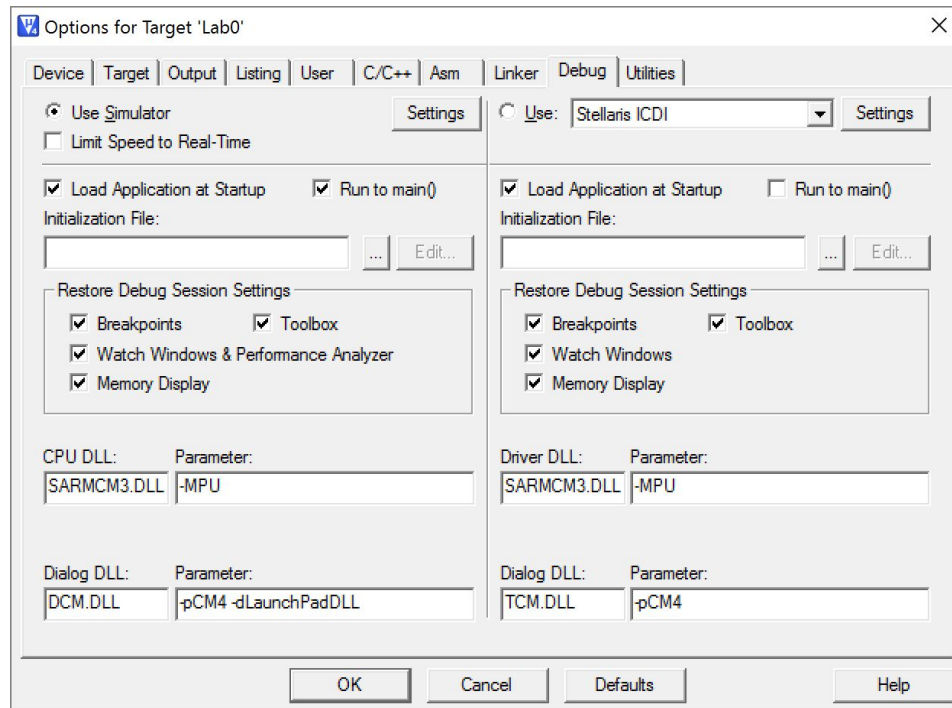 Options for Target 'Lab0'
Device Target Output Listing User C/C++ Asm Linker Debug Utilities
Use Simulator Settings Use: Stellaris ICDI Settings
Limit Speed to Real-Time
Load Application at Startup Run to main() Load Application at Startup Run to main()
Initialization File: Initialization File:
... Edit... ... Edit...
Restore Debug Session Settings Restore Debug Session Settings
Breakpoints Toolbox Breakpoints Toolbox
Watch Windows & Performance Analyzer Watch Windows
Memory Display Memory Display
CPU DLL: Parameter: Driver DLL: Parameter:
SARMCM3.DLL -MPU SARMCM3.DLL -MPU
Dialog DLL: Parameter: Dialog DLL: Parameter:
DCM.DLL -pCM4 -dLaunchPadDLL TCM.DLL -pCM4
OK Cancel Defaults Help